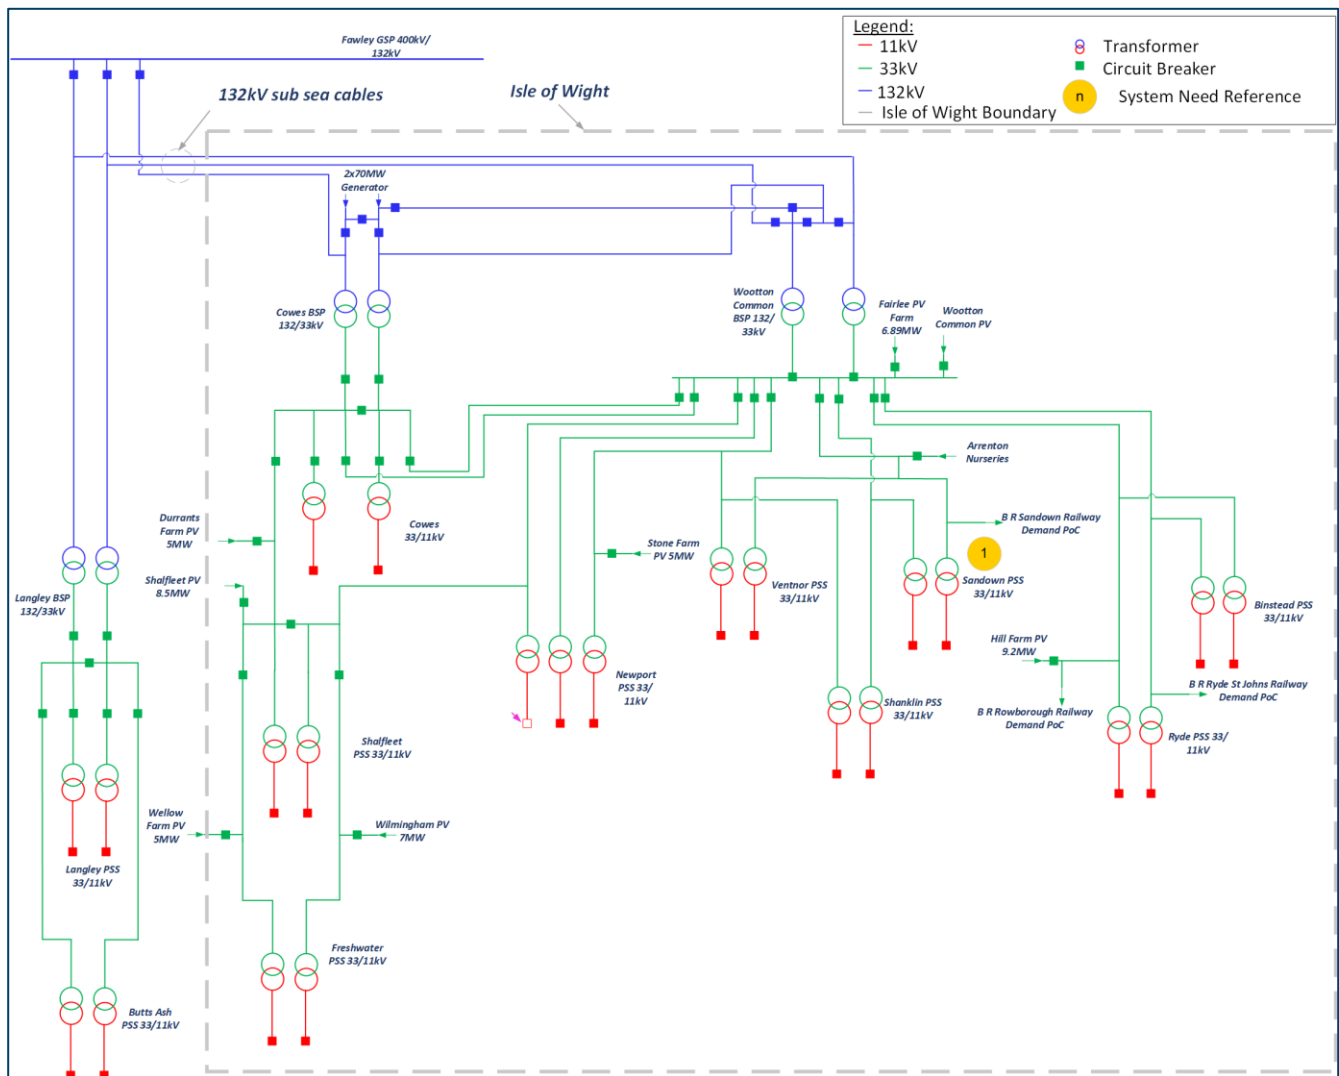 Legend:
11kV
33kV
132kV
Isle of Wight Boundary
Transformer
Circuit Breaker
n
System Need Reference
Fawley GSP 400kV/
132kV
132kV sub sea cables
Isle of Wight
2x70MW
Generator
Cowes BSP
132/33kV
Wootton
Common
BSP 132/
33kV
Fairlee PV
Farm
6.89MW
Wootton
Common PV
Arrenton
Nurseries
Durrants
Farm PV
5MW
Cowes
33/11kV
Stone Farm
PV 5MW
B R Sandown Railway
Demand PoC
1
Langley BSP
132/33kV
Shalfleet PV
8.5MW
Ventnor PSS
33/11kV
Sandown PSS
33/11kV
Binstead PSS
33/11kV
Hill Farm PV
9.2MW
Newport
PSS 33/
11kV
Shanklin PSS
33/11kV
B R Rowborough Railway
Demand PoC
B R Ryde St Johns Railway
Demand PoC
Ryde PSS 33/
11kV
Shalfleet
PSS 33/11kV
Wellow
Farm PV
5MW
Wilmingham PV
7MW
Langley PSS
33/11kV
Freshwater
PSS 33/11kV
Butts Ash
PSS 33/11kV